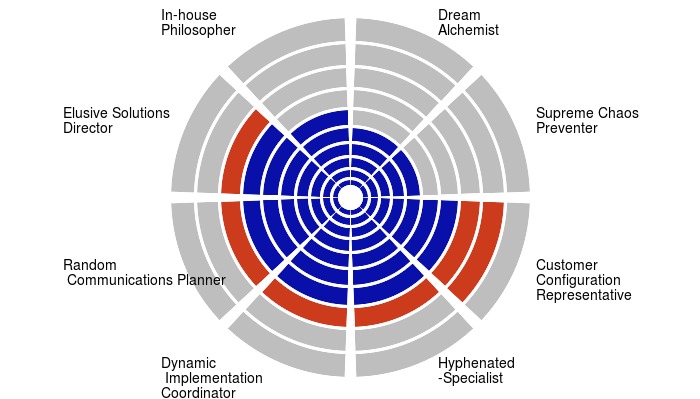 In-house
Philosopher
Dream
Alchemist
Elusive Solutions
Director
Supreme Chaos
Preventer
Random
Communications Planner
Customer
Configuration
Representative
Dynamic
Implementation
Coordinator
Hyphenated
-Specialist